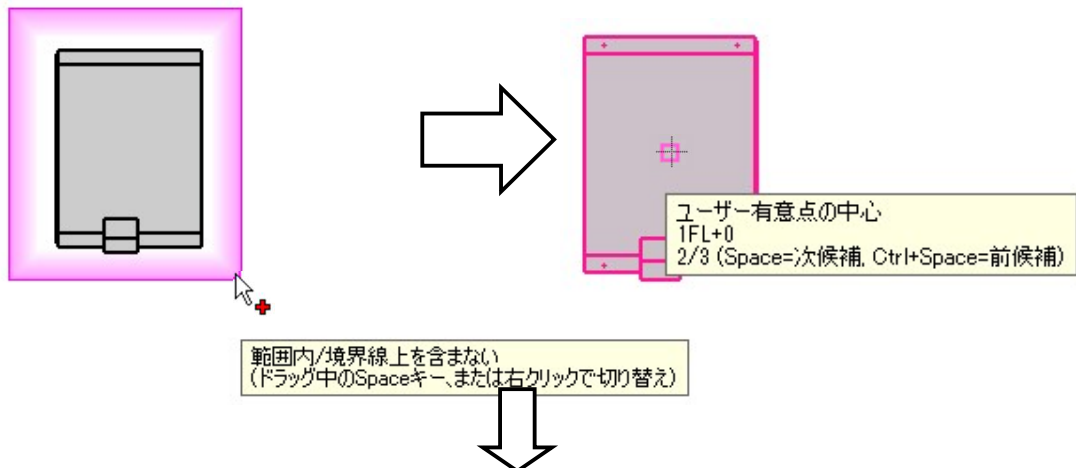 ユーザー有意点の中心
1FL+0
2/3 (Space=次候補, Ctrl+Space=前候補)
範囲内/境界線上を含まない
(ドラッグ中のSpaceキー、または右クリックで切り替え)